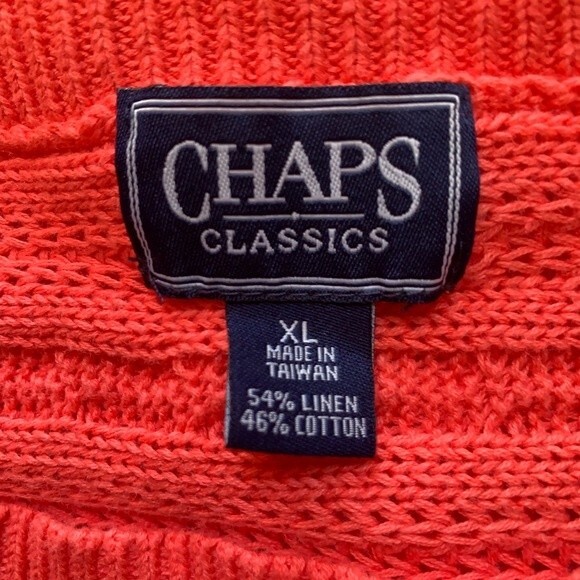 CHAPS
CLASSICS
XL
MADE IN
TAIWAN
54% LINEN
46% COTTON